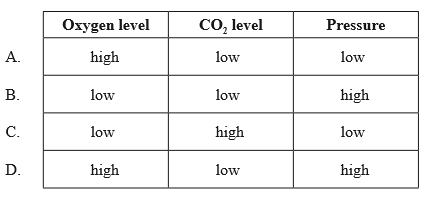 Oxygen level CO₂ level Pressure
A. high low low
B. low low high
C. low high low
D. high low high